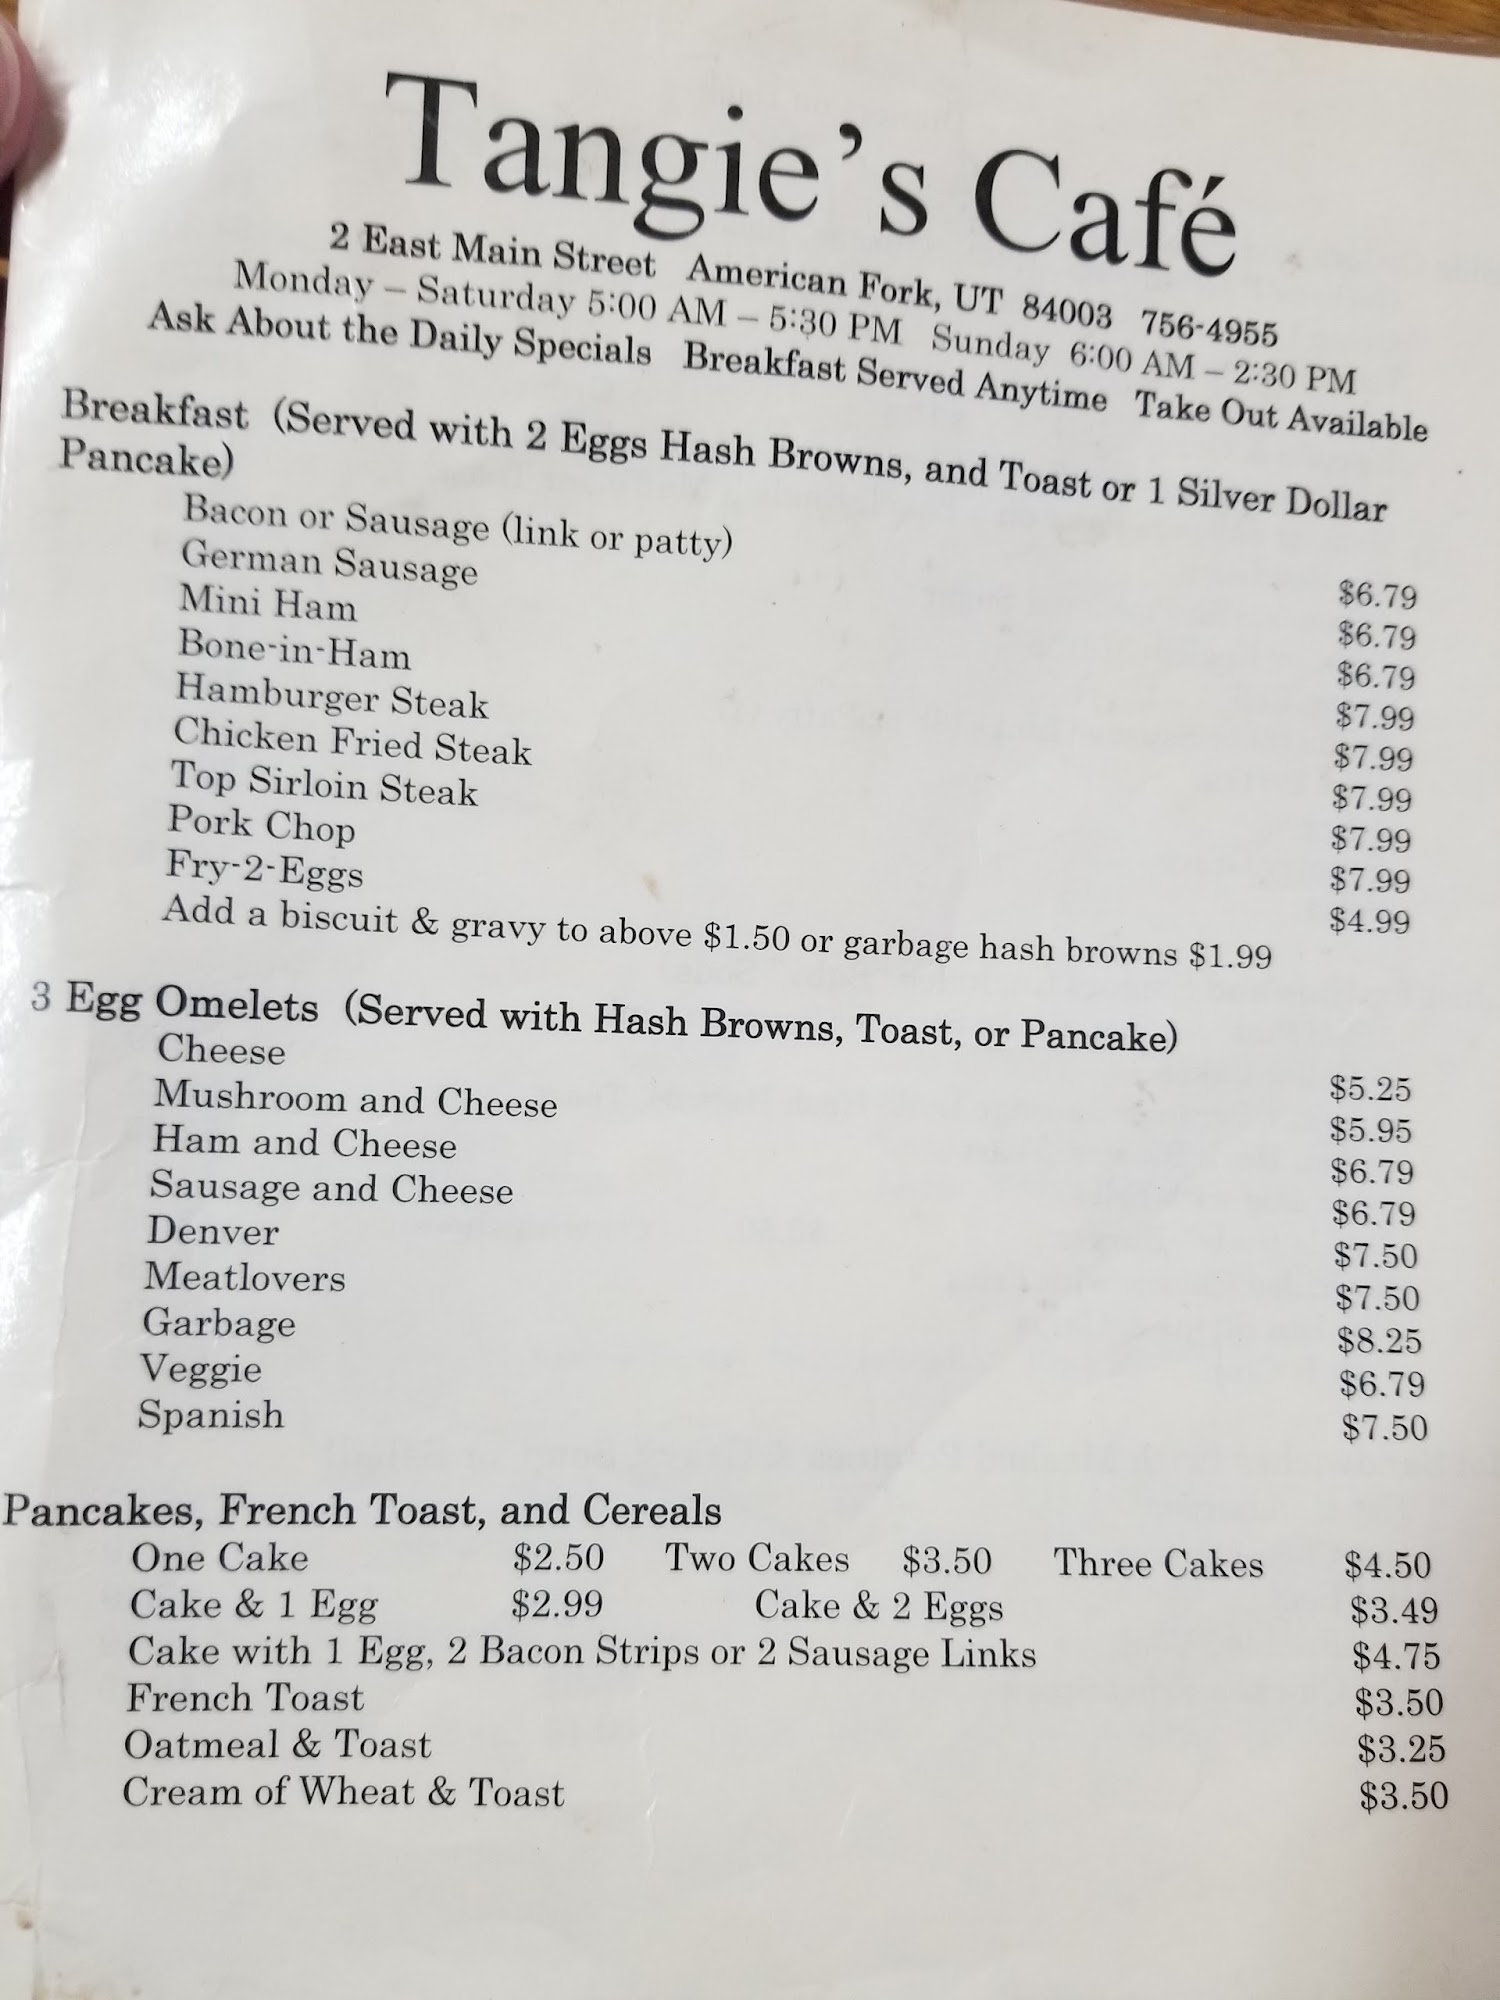 Tangie's Café
2 East Main Street American Fork, UT 84003 756-4955
Monday – Saturday 5:00 AM – 5:30 PM Sunday 6:00 AM – 2:30 PM
Ask About the Daily Specials Breakfast Served Anytime Take Out Available
Breakfast (Served with 2 Eggs Hash Browns, and Toast or 1 Silver Dollar
Pancake)
Bacon or Sausage (link or patty) $6.79
German Sausage $6.79
Mini Ham $6.79
Bone-in-Ham $7.99
Hamburger Steak $7.99
Chicken Fried Steak $7.99
Top Sirloin Steak $7.99
Pork Chop $7.99
Fry-2-Eggs $4.99
Add a biscuit & gravy to above $1.50 or garbage hash browns $1.99
3 Egg Omelets (Served with Hash Browns, Toast, or Pancake)
Cheese $5.25
Mushroom and Cheese $5.95
Ham and Cheese $6.79
Sausage and Cheese $6.79
Denver $7.50
Meatlovers $7.50
Garbage $8.25
Veggie $6.79
Spanish $7.50
Pancakes, French Toast, and Cereals
One Cake $2.50 Two Cakes $3.50 Three Cakes $4.50
Cake & 1 Egg $2.99 Cake & 2 Eggs $3.49
Cake with 1 Egg, 2 Bacon Strips or 2 Sausage Links $4.75
French Toast $3.50
Oatmeal & Toast $3.25
Cream of Wheat & Toast $3.50